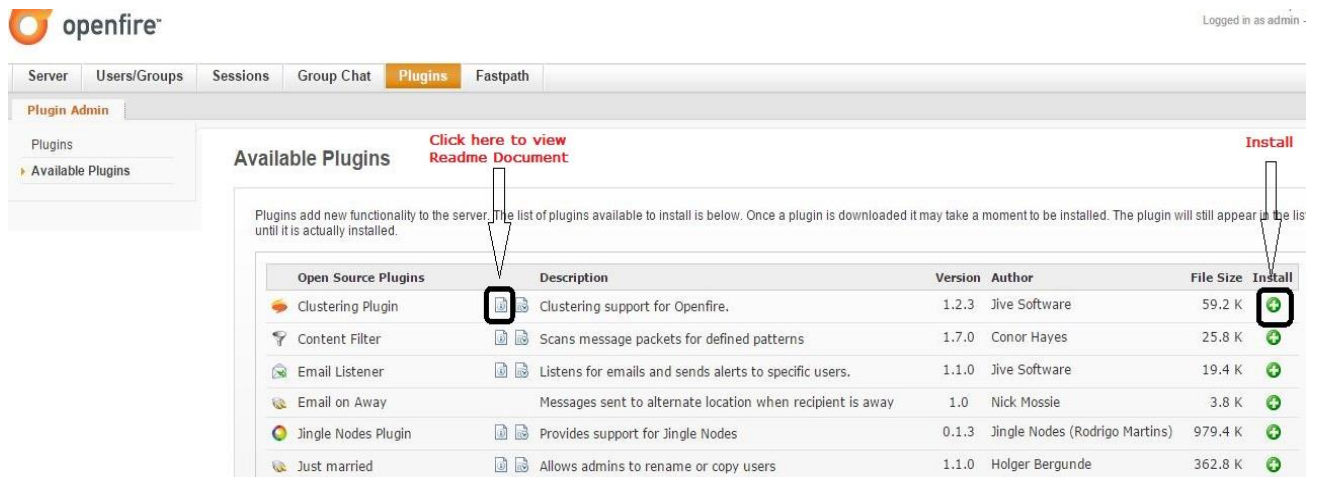 openfire™
Logged in as admin -
Server Users/Groups Sessions Group Chat Plugins Fastpath
Plugin Admin
Plugins
Available Plugins
Available Plugins
Click here to view
Readme Document
Install
Plugins add new functionality to the server. The list of plugins available to install is below. Once a plugin is downloaded it may take a moment to be installed. The plugin will still appear in the lis
until it is actually installed.
Open Source Plugins Description Version Author File Size Install
Clustering Plugin Clustering support for Openfire. 1.2.3 Jive Software 59.2 K
Content Filter Scans message packets for defined patterns 1.7.0 Conor Hayes 25.8 K
Email Listener Listens for emails and sends alerts to specific users. 1.1.0 Jive Software 19.4 K
Email on Away Messages sent to alternate location when recipient is away 1.0 Nick Mossie 3.8 K
Jingle Nodes Plugin Provides support for Jingle Nodes 0.1.3 Jingle Nodes (Rodrigo Martins) 979.4 K
Just married Allows admins to rename or copy users 1.1.0 Holger Bergunde 362.8 K